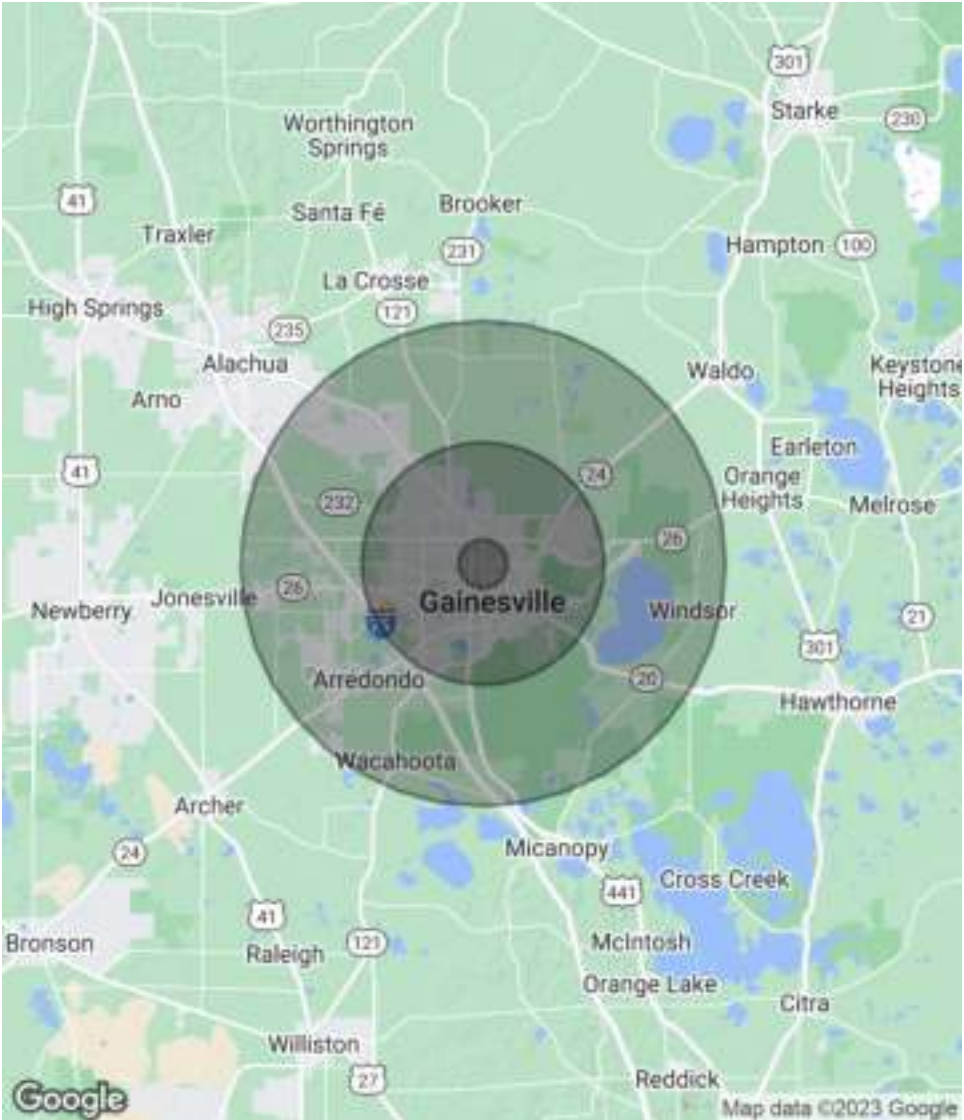 301
Starke
230
Worthington
Springs
41
Santa Fé
Brooker
Traxler
231
Hampton
100
La Crosse
High Springs
121
235
Alachua
Waldo
Keystone
Heights
Arno
Earleton
41
24
Orange
Heights
232
Melrose
26
26
Jonesville
Newberry
Gainesville
Windsor
21
75
301
Arredondo
20
Hawthorne
Wacahoota
Archer
24
Micanopy
Cross Creek
441
41
Bronson
121
McIntosh
Raleigh
Orange Lake
Citra
Williston
27
Reddick
Google
Map data ©2023 Google